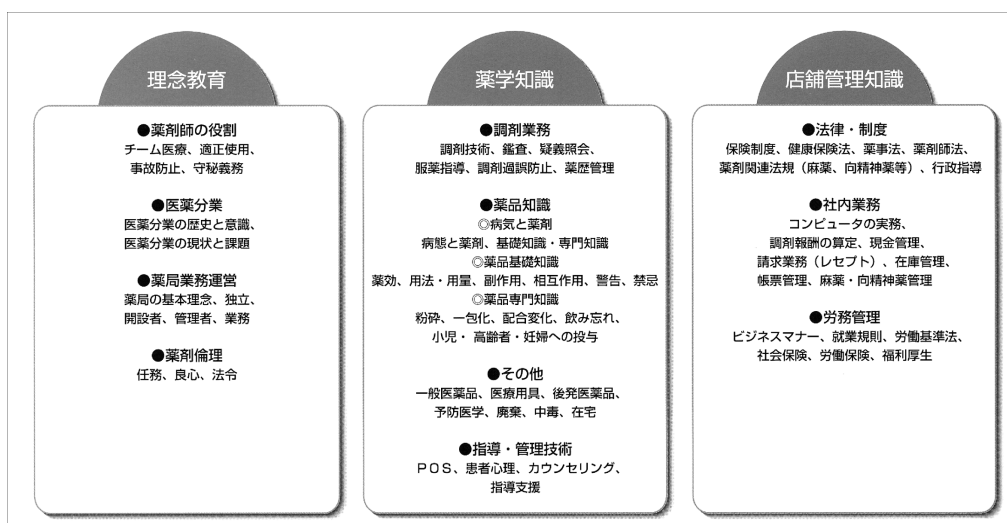 理念教育
●薬剤師の役割
チーム医療、適正使用、
事故防止、守秘義務
●医薬分業
医薬分業の歴史と意識、
医薬分業の現状と課題
●薬局業務運営
薬局の基本理念、独立、
開設者、管理者、業務
●薬剤倫理
任務、良心、法令
薬学知識
●調剤業務
調剤技術、鑑査、疑義照会、
服薬指導、調剤過誤防止、薬歴管理
●薬品知識
◎病気と薬剤
病態と薬剤、基礎知識・専門知識
◎薬品基礎知識
薬効、用法・用量、副作用、相互作用、警告、禁忌
◎薬品専門知識
粉砕、一包化、配合変化、飲み忘れ、
小児・ 高齢者・妊婦への投与
●その他
一般医薬品、医療用具、後発医薬品、
予防医学、廃棄、中毒、在宅
●指導・管理技術
POS、患者心理、カウンセリング、
指導支援
店舗管理知識
●法律・制度
保険制度、健康保険法、薬事法、薬剤師法、
薬剤関連法規（麻薬、向精神薬等）、行政指導
●社内業務
コンピュータの実務、
調剤報酬の算定、現金管理、
請求業務（レセプト）、在庫管理、
帳票管理、麻薬・向精神薬管理
●労務管理
ビジネスマナー、就業規則、労働基準法、
社会保険、労働保険、福利厚生